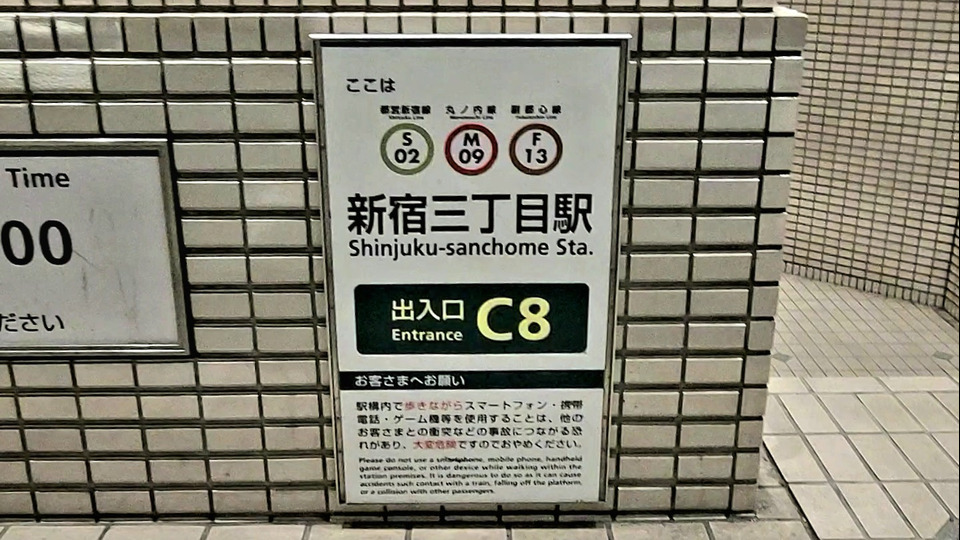 Time
00
ださい
ここは
都営新宿線 丸ノ内線 副都心線
Shinjuku Line Marunouchi Line Fukutoshin Line
S M F
02 09 13
新宿三丁目駅
Shinjuku-sanchome Sta.
出入口 C8
Entrance
お客さまへお願い
駅構内で歩きながらスマートフォン・携帯
電話・ゲーム機等を使用することは、他の
お客さまとの衝突などの事故につながる恐
れがあり、大変危険ですのでおやめください。
Please do not use a smartphone, mobile phone, handheld
game console, or other device while walking within the
station premises. It is dangerous to do so as it can cause
accidents such contact with a train, falling off the platform,
or a collision with other passengers.